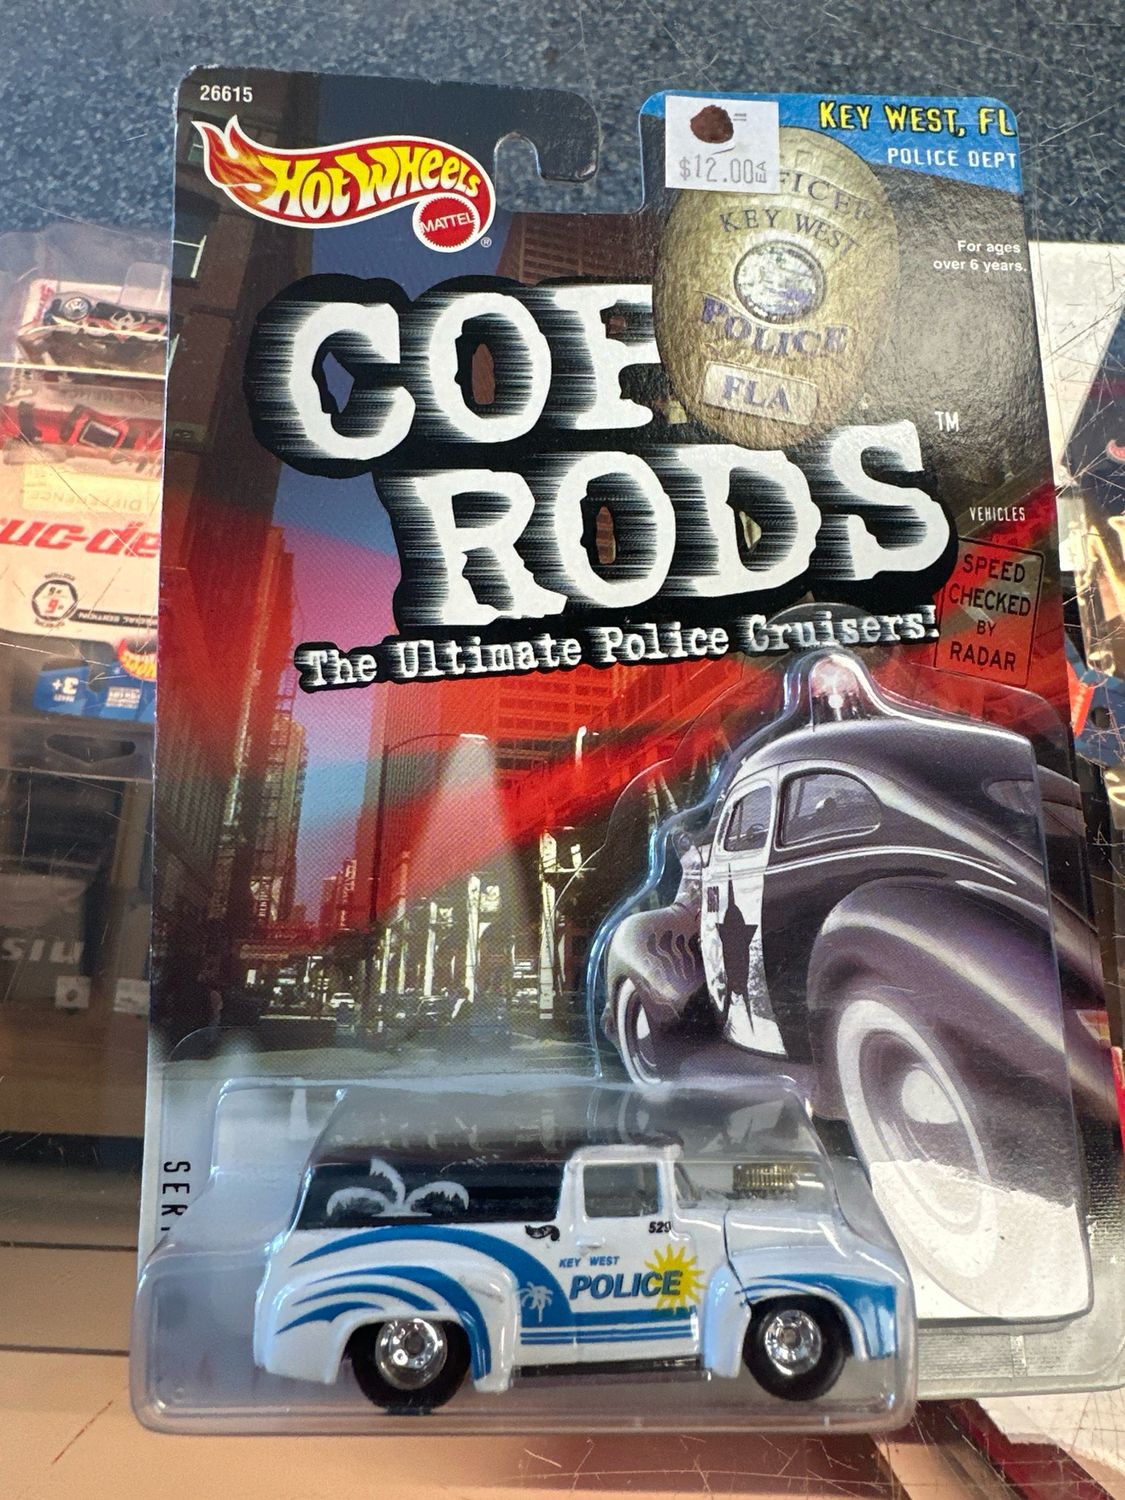 26615
HOT WHEELS
MATTEL
®
$12.00 EA
KEY WEST, FL
POLICE DEPT
KEY WEST
POLICE
FLA
For ages
over 6 years.
COP
RODS
™
VEHICLES
The Ultimate Police Cruisers!
SPEED
CHECKED
BY
RADAR
529
KEY WEST
POLICE